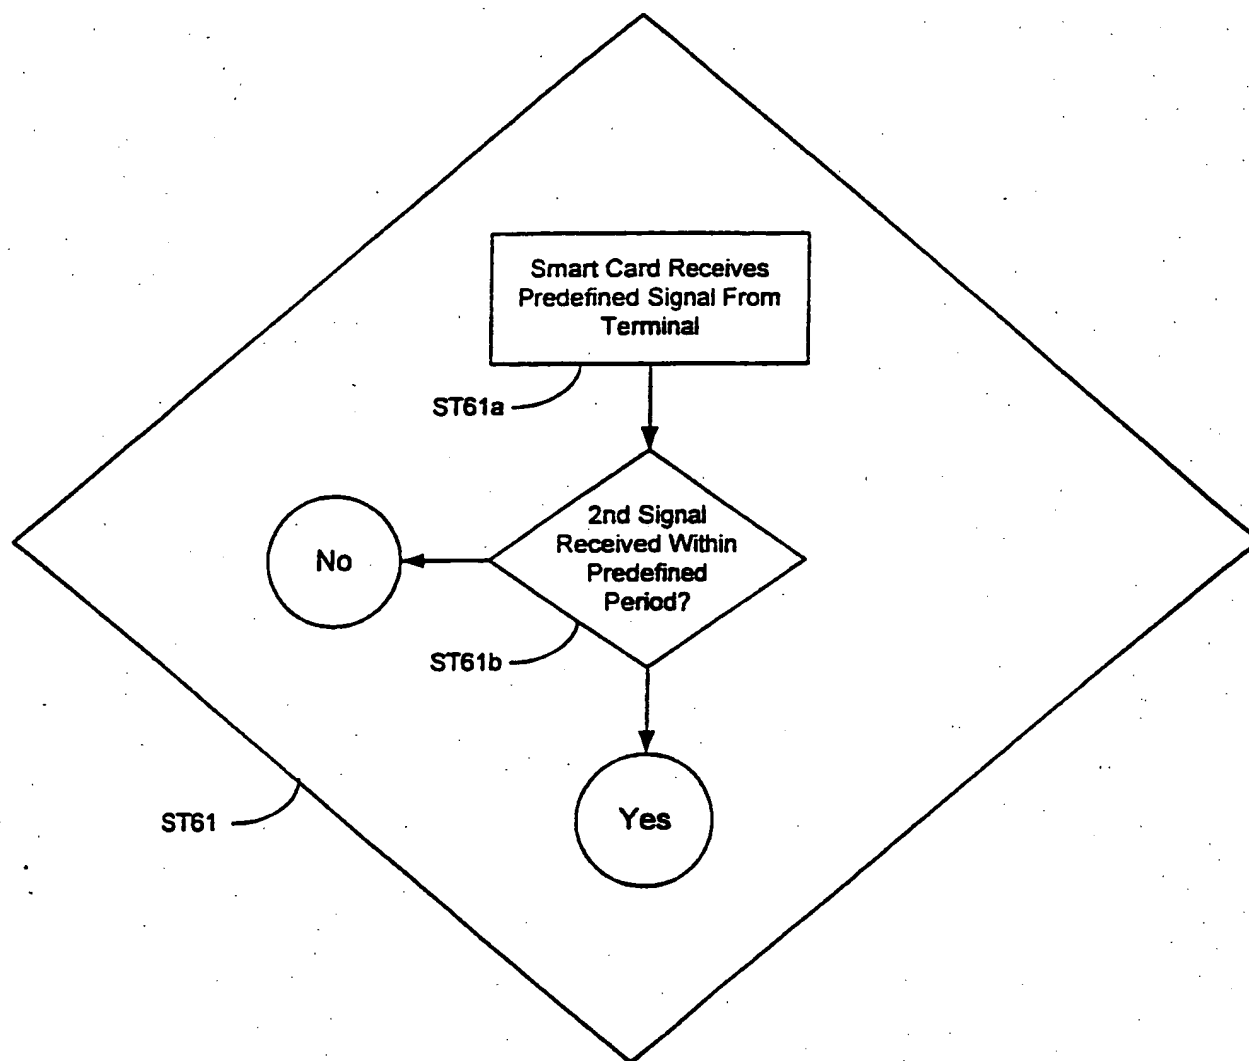 Smart Card Receives
Predefined Signal From
Terminal
ST61a
2nd Signal
Received Within
Predefined
Period?
No
ST61b
Yes
ST61